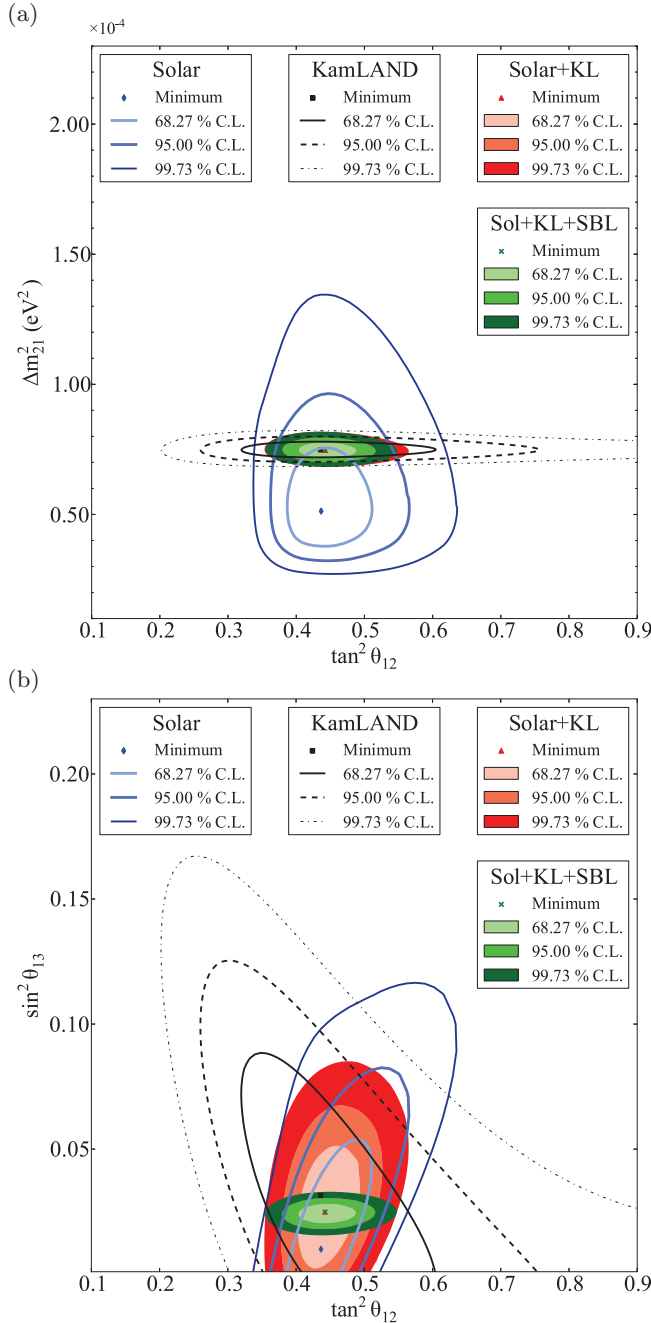 (a)
×10⁻⁴
Solar
Minimum
68.27 % C.L.
95.00 % C.L.
99.73 % C.L.
KamLAND
Minimum
68.27 % C.L.
95.00 % C.L.
99.73 % C.L.
Solar+KL
Minimum
68.27 % C.L.
95.00 % C.L.
99.73 % C.L.
Sol+KL+SBL
Minimum
68.27 % C.L.
95.00 % C.L.
99.73 % C.L.
2.00
1.50
1.00
0.50
Δm²₂₁ (eV²)
0.1 0.2 0.3 0.4 0.5 0.6 0.7 0.8 0.9
tan² θ₁₂
(b)
Solar
Minimum
68.27 % C.L.
95.00 % C.L.
99.73 % C.L.
KamLAND
Minimum
68.27 % C.L.
95.00 % C.L.
99.73 % C.L.
Solar+KL
Minimum
68.27 % C.L.
95.00 % C.L.
99.73 % C.L.
Sol+KL+SBL
Minimum
68.27 % C.L.
95.00 % C.L.
99.73 % C.L.
0.20
0.15
0.10
0.05
sin² θ₁₃
0.1 0.2 0.3 0.4 0.5 0.6 0.7 0.8 0.9
tan² θ₁₂